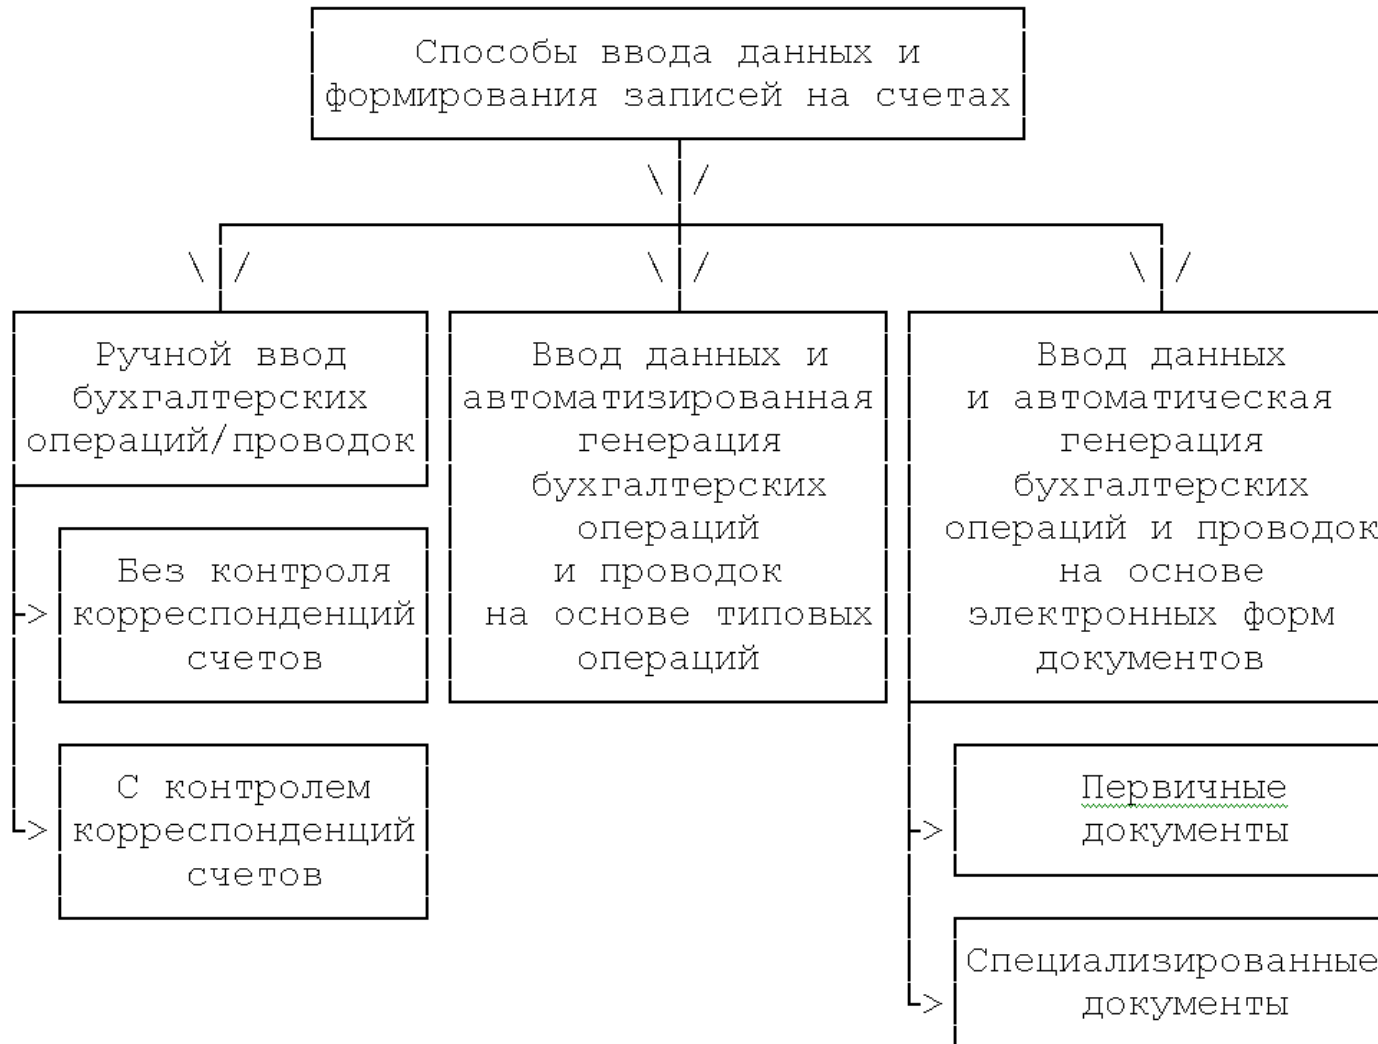 Способы ввода данных и
формирования записей на счетах
Ручной ввод
бухгалтерских
операций/проводок
Без контроля
корреспонденций
счетов
С контролем
корреспонденций
счетов
Ввод данных и
автоматизированная
генерация
бухгалтерских
операций
и проводок
на основе типовых
операций
Ввод данных
и автоматическая
генерация
бухгалтерских
операций и проводок
на основе
электронных форм
документов
Первичные
документы
Специализированные
документы